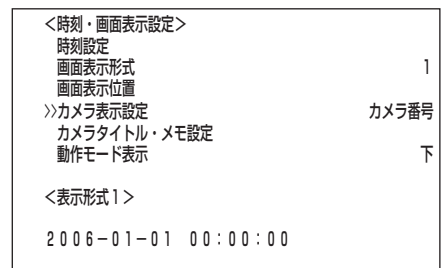 ＜時刻・画面表示設定＞
時刻設定
画面表示形式 1
画面表示位置
>>カメラ表示設定 カメラ番号
カメラタイトル・メモ設定
動作モード表示 下
＜表示形式1＞
2006-01-01 00:00:00